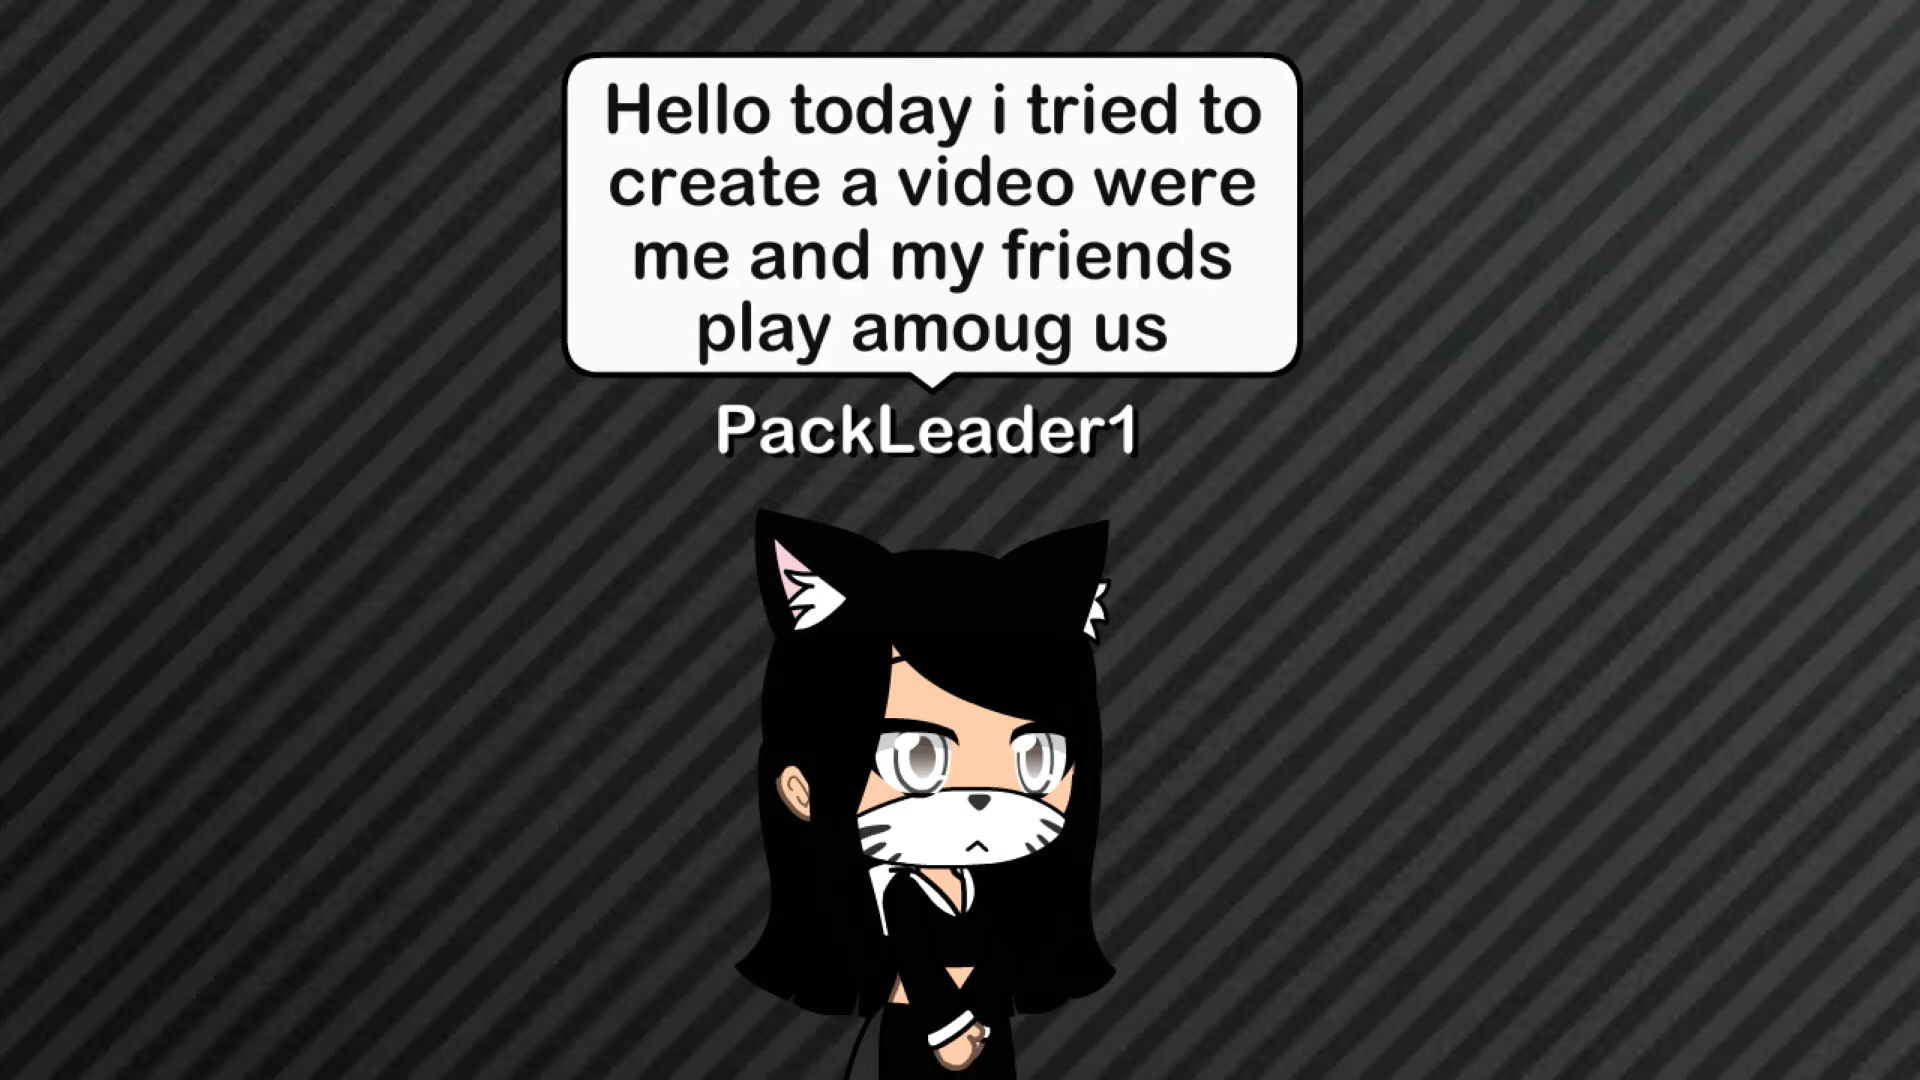 Hello today i tried to
create a video were
me and my friends
play amoug us
PackLeader1